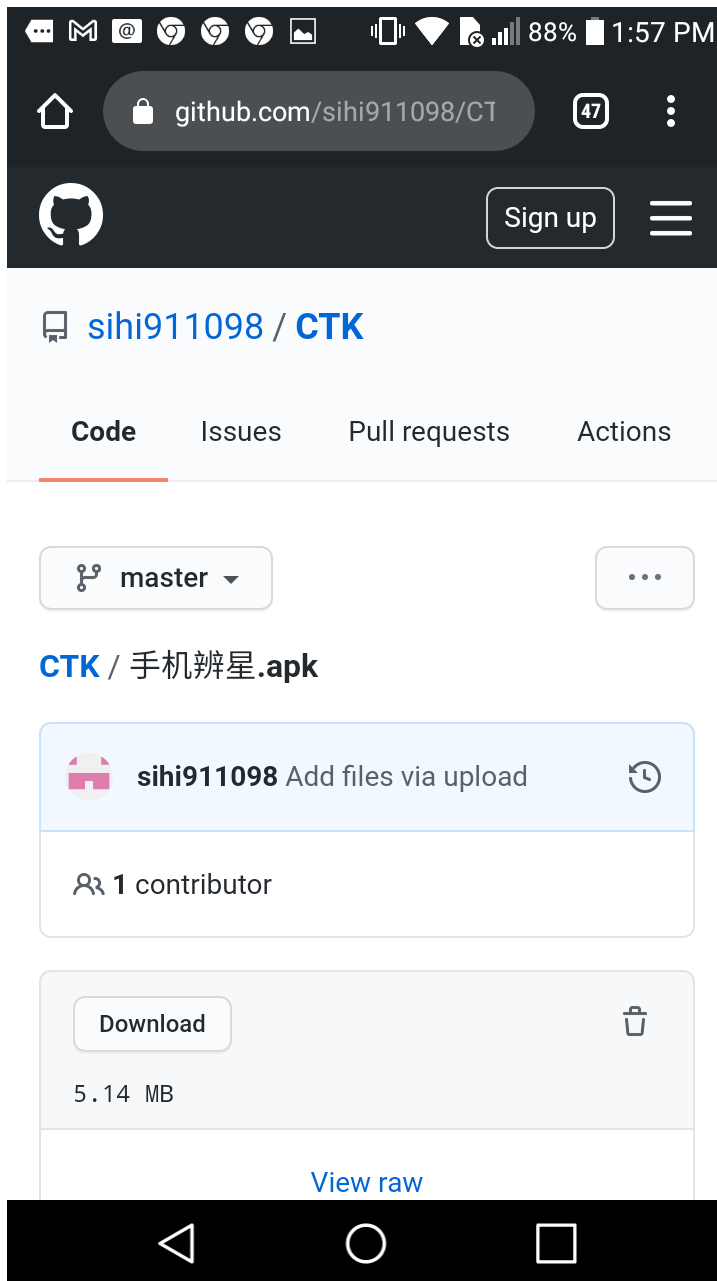 88% 1:57 PM
github.com/sihi911098/CT 47
Sign up
sihi911098 / CTK
Code Issues Pull requests Actions
master
CTK / 手机辨星.apk
sihi911098 Add files via upload
1 contributor
Download
5.14 MB
View raw